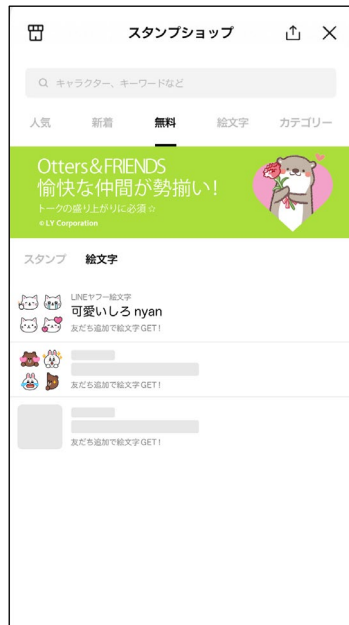 スタンプショップ
キャラクター、キーワードなど
人気 新着 無料 絵文字 カテゴリー
Otters&FRIENDS
愉快な仲間が勢揃い!
トークの盛り上がりに必須☆
©LY Corporation
スタンプ 絵文字
LINEヤフー絵文字
可愛いしろ nyan
友だち追加で絵文字GET!
友だち追加で絵文字GET!
友だち追加で絵文字GET!